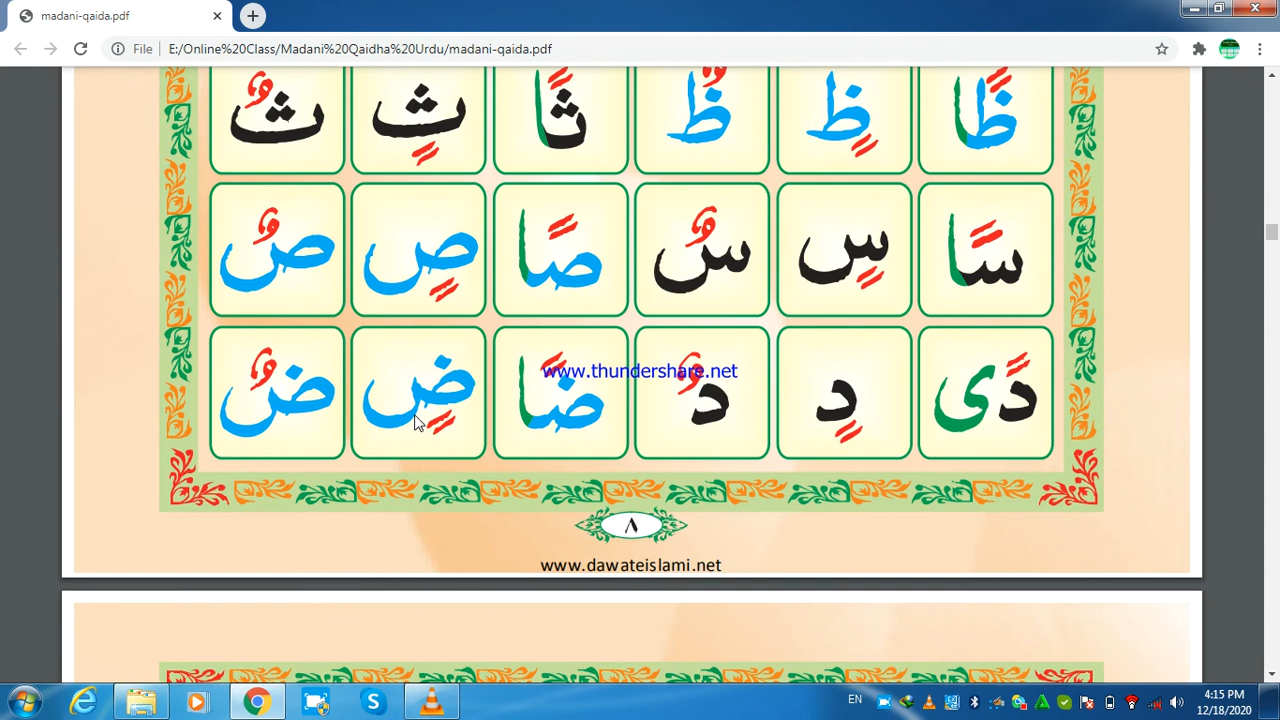 madani-qaida.pdf
File E:/Online%20Class/Madani%20Qaidha%20Urdu/madani-qaida.pdf
ظًا ظٍ ظٌ ثًا ثٍ ثٌ
سًا سٍ سٌ صًا صٍ صٌ
دًى دٍ دٌ ضًا ضٍ ضٌ
www.thundershare.net
٨
www.dawateislami.net
EN 4:15 PM
12/18/2020